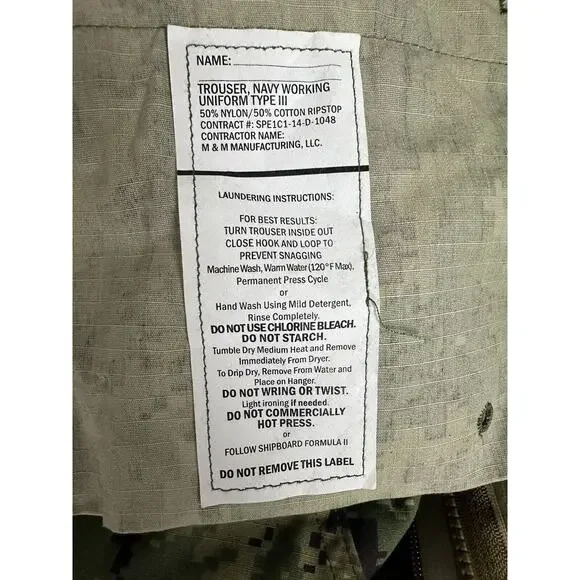 NAME:
TROUSER, NAVY WORKING
UNIFORM TYPE III
50% NYLON/50% COTTON RIPSTOP
CONTRACT #: SPE1C1-14-D-1048
CONTRACTOR NAME:
M & M MANUFACTURING, LLC.
LAUNDERING INSTRUCTIONS:
FOR BEST RESULTS:
TURN TROUSER INSIDE OUT
CLOSE HOOK AND LOOP TO
PREVENT SNAGGING
Machine Wash, Warm Water (120°F Max),
Permanent Press Cycle
or
Hand Wash Using Mild Detergent,
Rinse Completely.
DO NOT USE CHLORINE BLEACH.
DO NOT STARCH.
Tumble Dry Medium Heat and Remove
Immediately From Dryer.
To Drip Dry, Remove From Water and
Place on Hanger.
DO NOT WRING OR TWIST.
Light ironing if needed.
DO NOT COMMERCIALLY
HOT PRESS.
or
FOLLOW SHIPBOARD FORMULA II
DO NOT REMOVE THIS LABEL